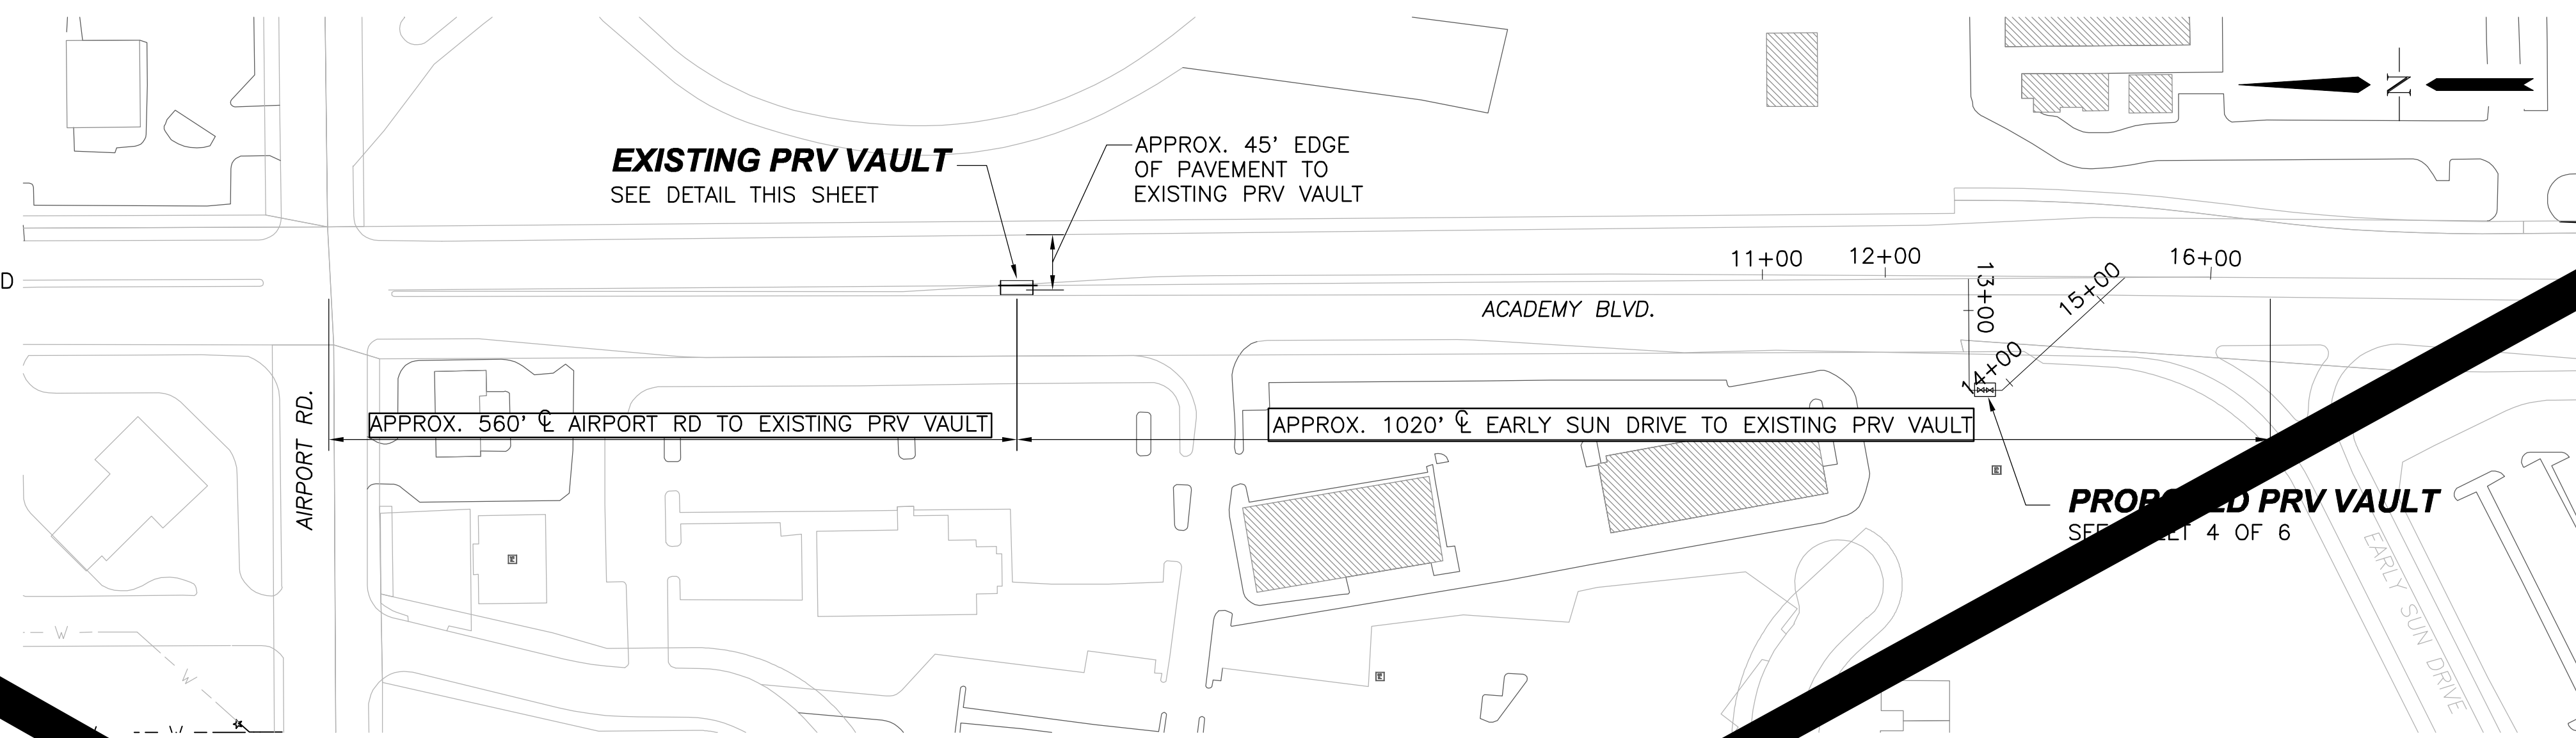 N
EXISTING PRV VAULT
SEE DETAIL THIS SHEET
APPROX. 45' EDGE
OF PAVEMENT TO
EXISTING PRV VAULT
D
11+00
12+00
13+00
14+00
15+00
16+00
ACADEMY BLVD.
AIRPORT RD.
APPROX. 560' ℄ AIRPORT RD TO EXISTING PRV VAULT
APPROX. 1020' ℄ EARLY SUN DRIVE TO EXISTING PRV VAULT
PRV VAULT
4 OF 6
EARLY SUN DRIVE
W
W
W